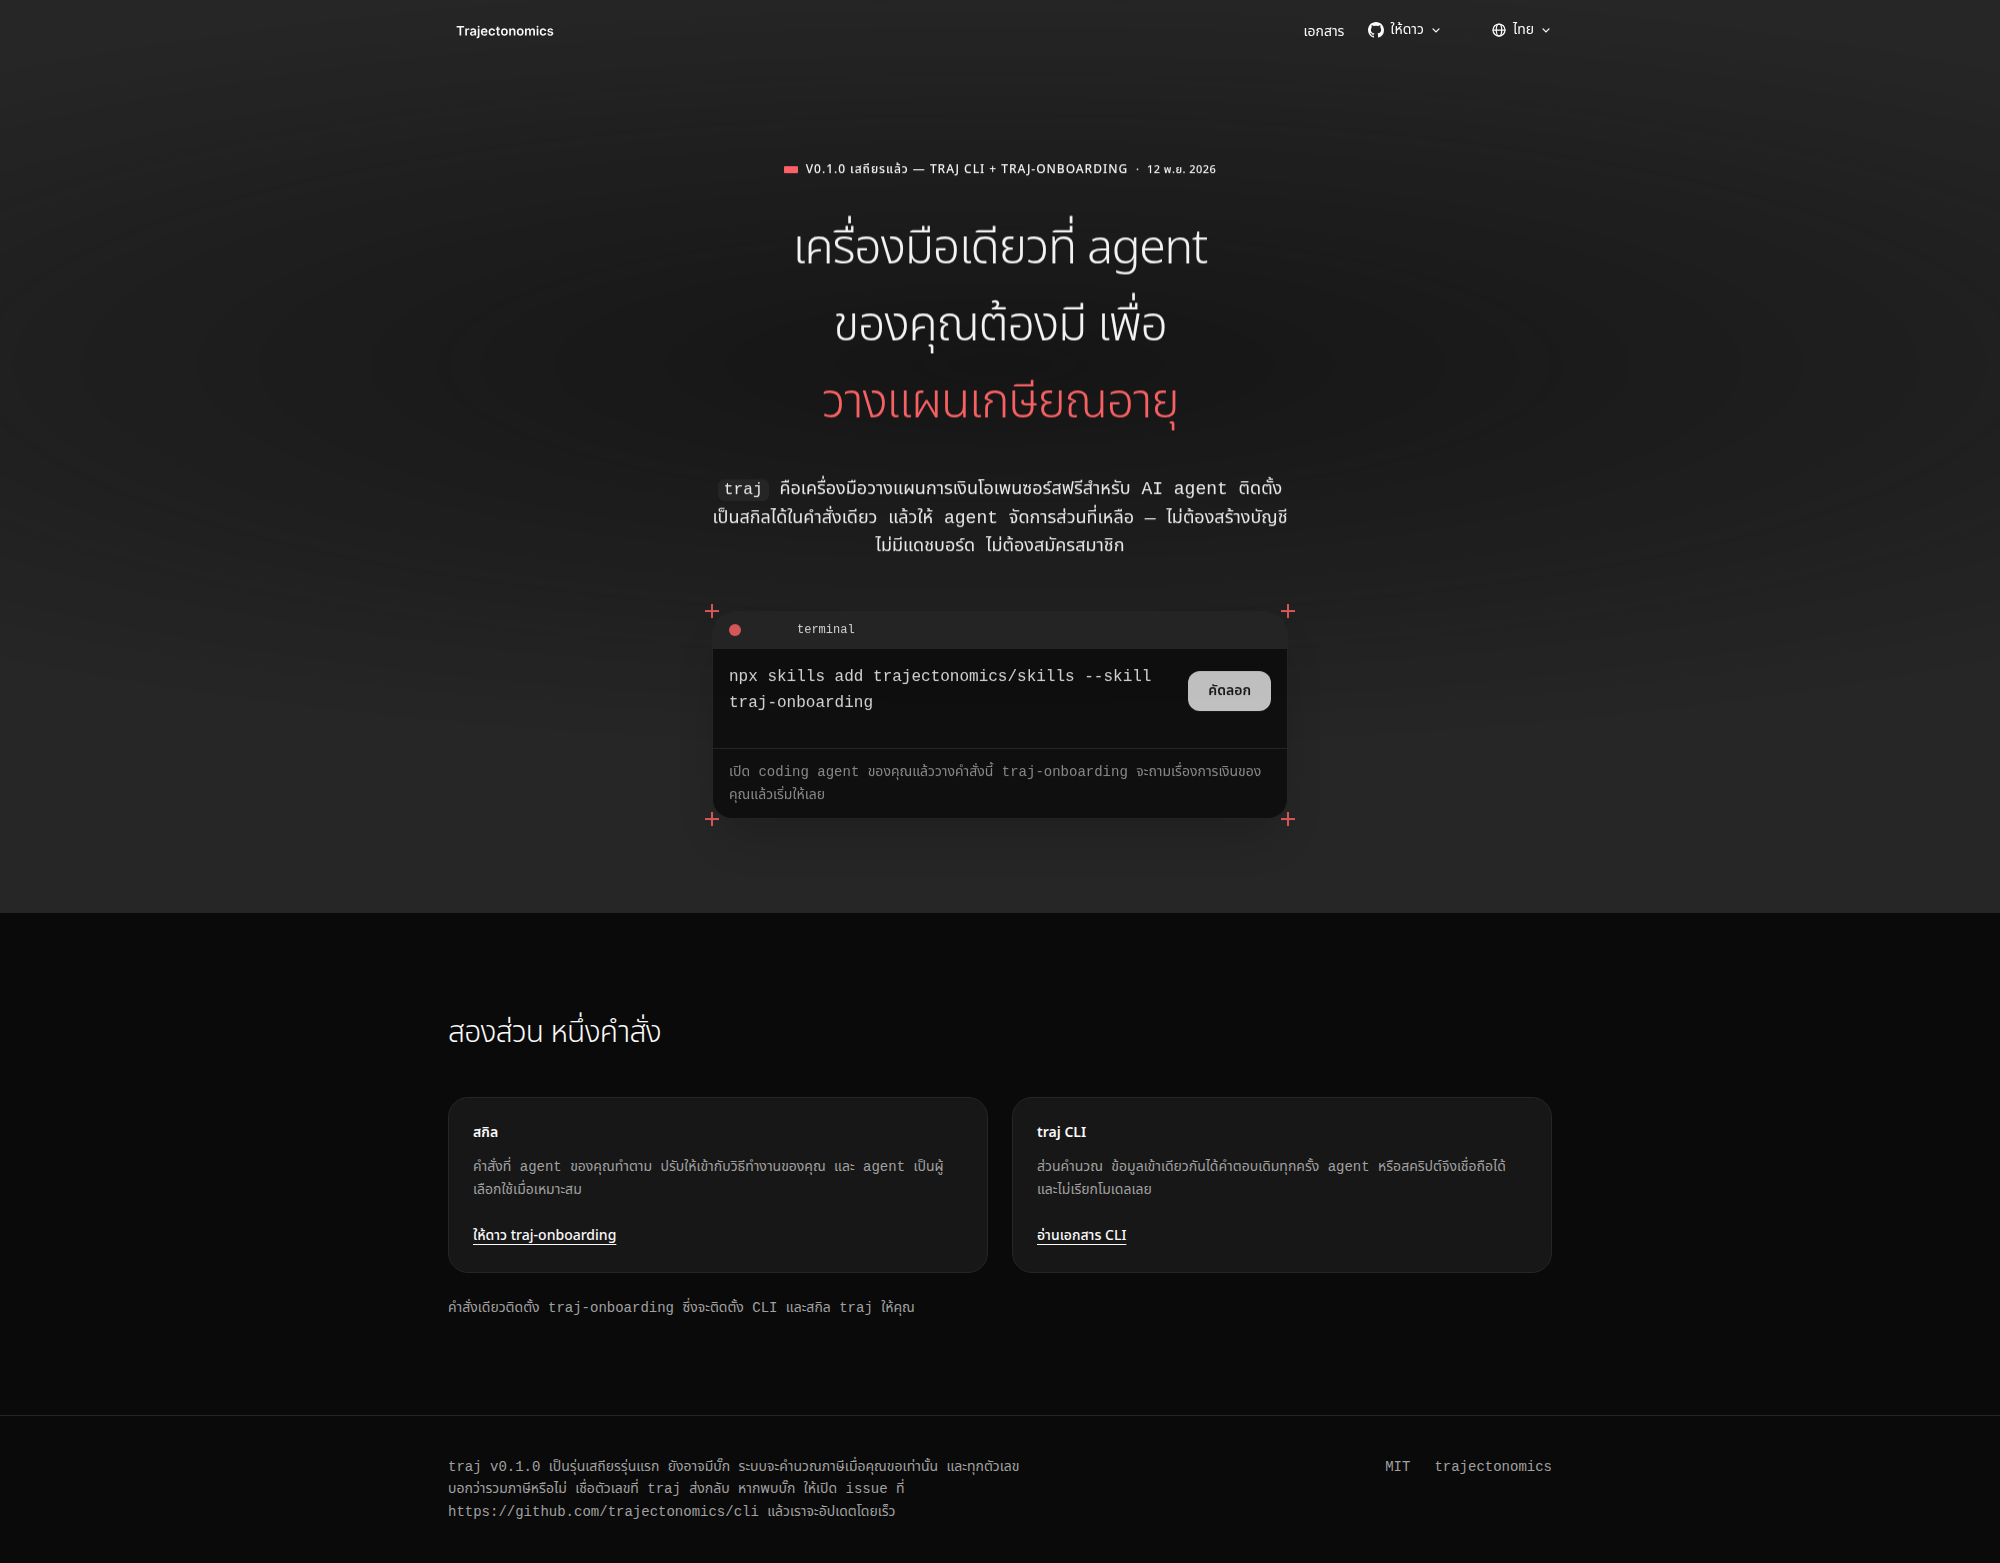 Trajectonomics
เอกสาร
ให้ดาว
ไทย
V0.1.0 เสถียรแล้ว — TRAJ CLI + TRAJ-ONBOARDING · 12 พ.ย. 2026
เครื่องมือเดียวที่ agent
ของคุณต้องมี เพื่อ
วางแผนเกษียณอายุ
traj คือเครื่องมือวางแผนการเงินโอเพนซอร์สฟรีสำหรับ AI agent ติดตั้ง
เป็นสกิลได้ในคำสั่งเดียว แล้วให้ agent จัดการส่วนที่เหลือ — ไม่ต้องสร้างบัญชี
ไม่มีแดชบอร์ด ไม่ต้องสมัครสมาชิก
terminal
npx skills add trajectonomics/skills --skill
traj-onboarding
คัดลอก
เปิด coding agent ของคุณแล้ววางคำสั่งนี้ traj-onboarding จะถามเรื่องการเงินของ
คุณแล้วเริ่มให้เลย
สองส่วน หนึ่งคำสั่ง
สกิล
คำสั่งที่ agent ของคุณทำตาม ปรับให้เข้ากับวิธีทำงานของคุณ และ agent เป็นผู้
เลือกใช้เมื่อเหมาะสม
ให้ดาว traj-onboarding
traj CLI
ส่วนคำนวณ ข้อมูลเข้าเดียวกันได้คำตอบเดิมทุกครั้ง agent หรือสคริปต์จึงเชื่อถือได้
และไม่เรียกโมเดลเลย
อ่านเอกสาร CLI
คำสั่งเดียวติดตั้ง traj-onboarding ซึ่งจะติดตั้ง CLI และสกิล traj ให้คุณ
traj v0.1.0 เป็นรุ่นเสถียรรุ่นแรก ยังอาจมีบั๊ก ระบบจะคำนวณภาษีเมื่อคุณขอเท่านั้น และทุกตัวเลข
บอกว่ารวมภาษีหรือไม่ เชื่อตัวเลขที่ traj ส่งกลับ หากพบบั๊ก ให้เปิด issue ที่
https://github.com/trajectonomics/cli แล้วเราจะอัปเดตโดยเร็ว
MIT trajectonomics